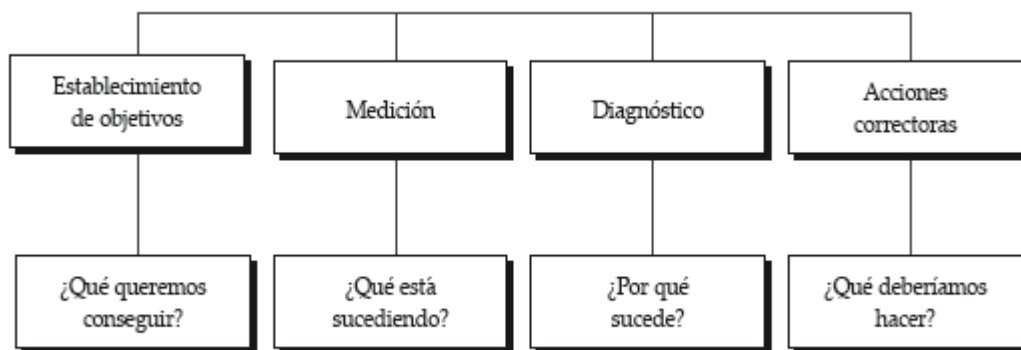 Establecimiento
de objetivos
Medición
Diagnóstico
Acciones
correctoras
¿Qué queremos
conseguir?
¿Qué está
sucediendo?
¿Por qué
sucede?
¿Qué deberíamos
hacer?